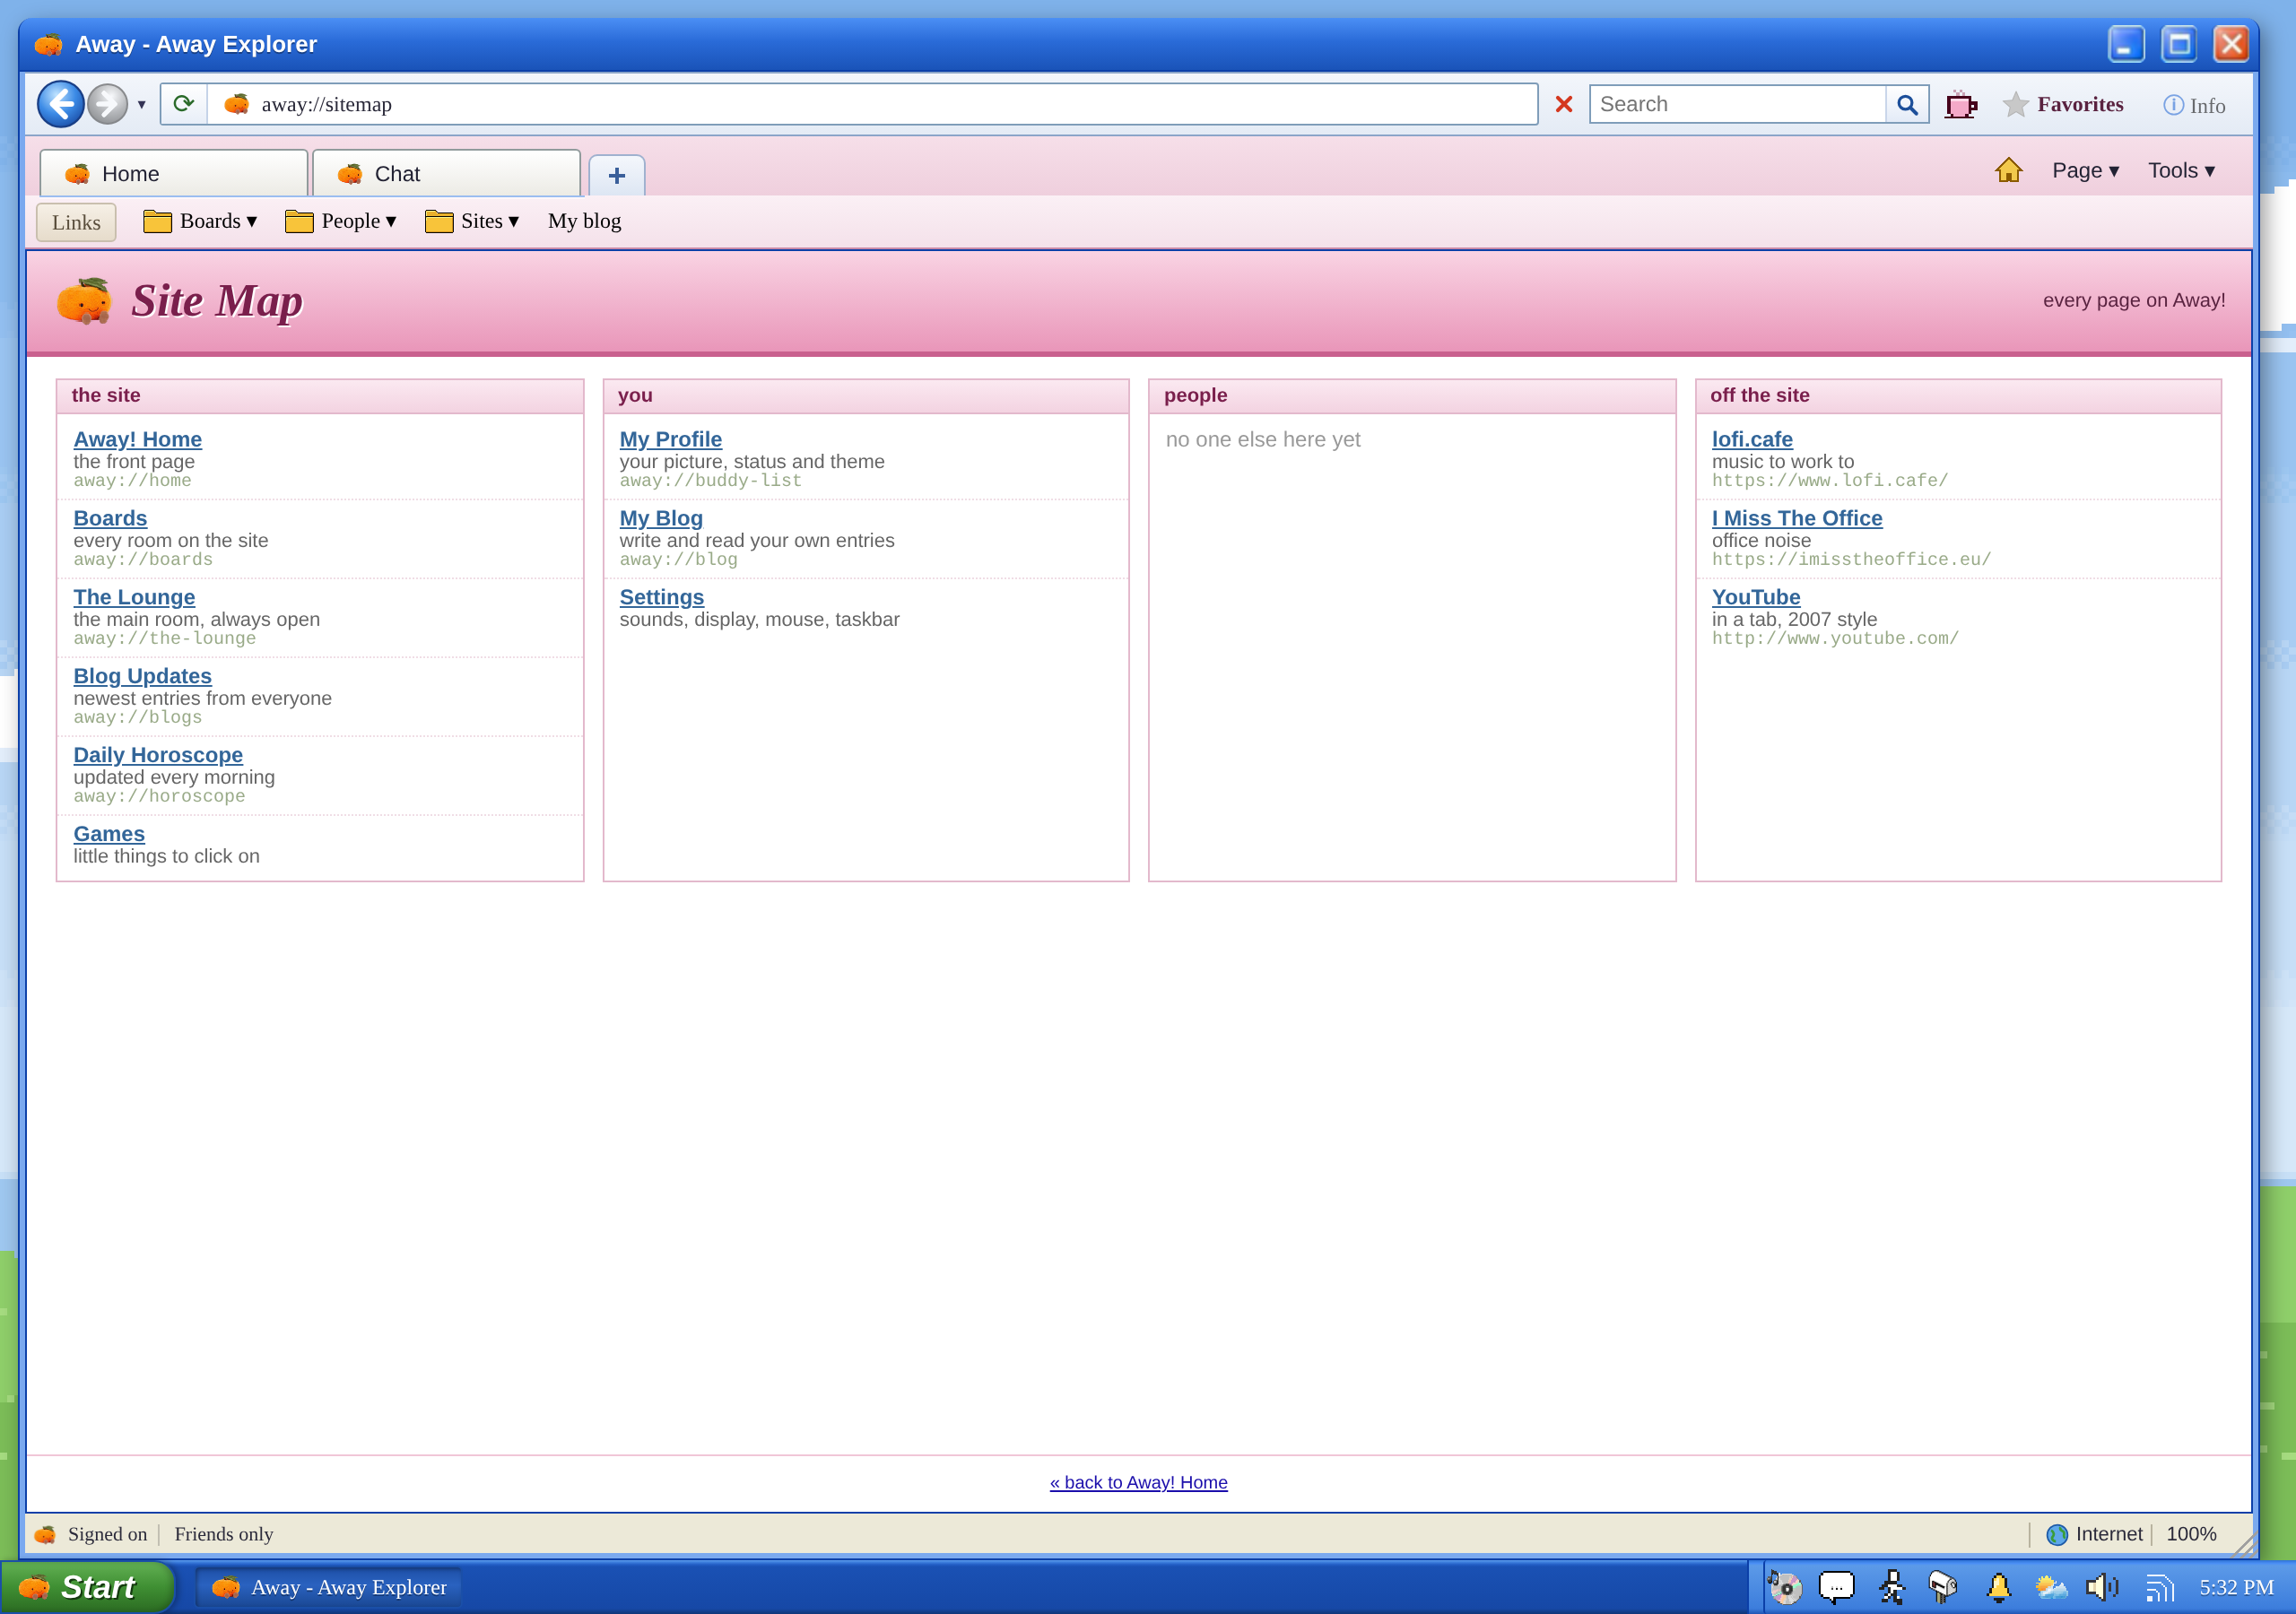 Away - Away Explorer
away://sitemap
Search
Favorites
Info
Home
Chat
Page ▾
Tools ▾
Links
Boards ▾
People ▾
Sites ▾
My blog
Site Map
every page on Away!
the site
Away! Home
the front page
away://home
Boards
every room on the site
away://boards
The Lounge
the main room, always open
away://the-lounge
Blog Updates
newest entries from everyone
away://blogs
Daily Horoscope
updated every morning
away://horoscope
Games
little things to click on
you
My Profile
your picture, status and theme
away://buddy-list
My Blog
write and read your own entries
away://blog
Settings
sounds, display, mouse, taskbar
people
no one else here yet
off the site
lofi.cafe
music to work to
https://www.lofi.cafe/
I Miss The Office
office noise
https://imisstheoffice.eu/
YouTube
in a tab, 2007 style
http://www.youtube.com/
« back to Away! Home
Signed on
Friends only
Internet
100%
Start
Away - Away Explorer
5:32 PM